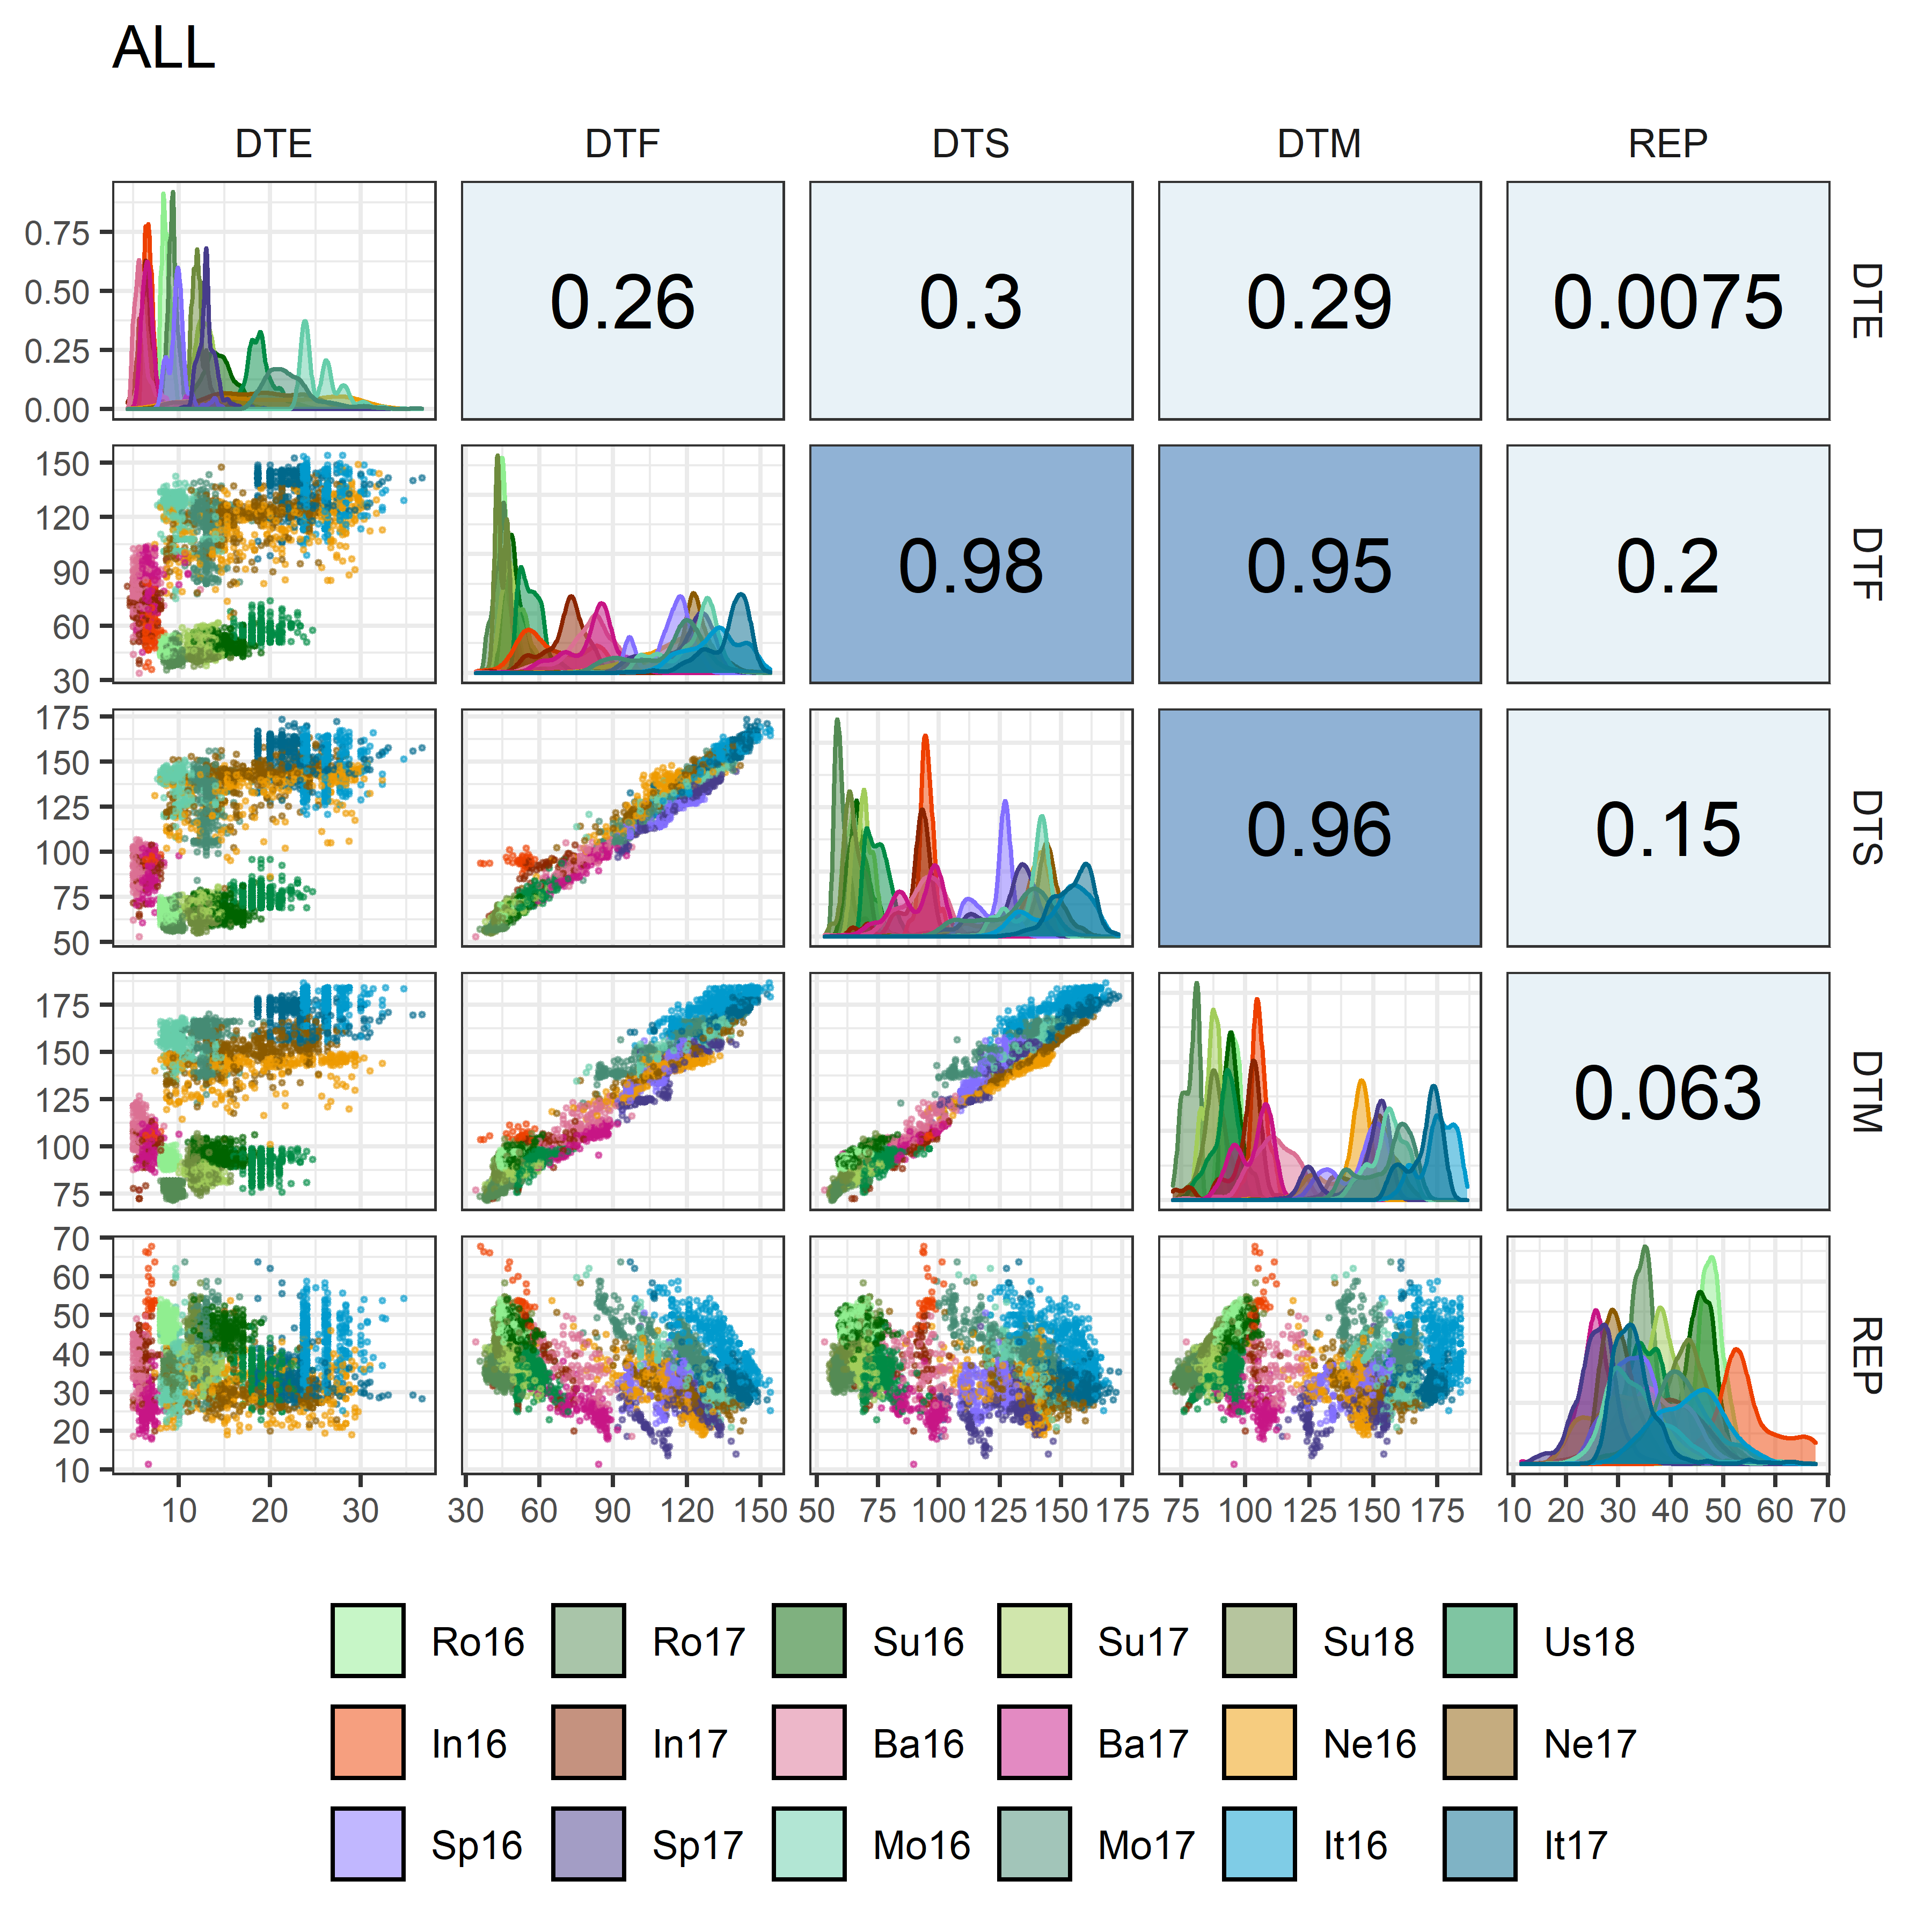 ALL
DTE DTF DTS DTM REP
0.75
0.50
0.25
0.00
0.26 0.3 0.29 0.0075
DTE
150
120
90
60
30
0.98 0.95 0.2
DTF
175
150
125
100
75
50
0.96 0.15
DTS
175
150
125
100
75
0.063
DTM
70
60
50
40
30
20
10
REP
10 20 30 30 60 90 120 150 50 75 100 125 150 175 75 100 125 150 175 10 20 30 40 50 60 70
Ro16 Ro17 Su16 Su17 Su18 Us18
In16 In17 Ba16 Ba17 Ne16 Ne17
Sp16 Sp17 Mo16 Mo17 It16 It17